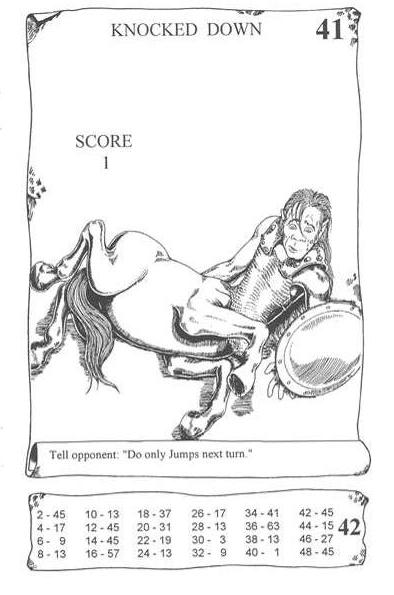 KNOCKED DOWN 41
SCORE
1
Tell opponent: "Do only Jumps next turn."
2 - 45 10 - 13 18 - 37 26 - 17 34 - 41 42 - 45
4 - 17 12 - 45 20 - 31 28 - 13 36 - 63 44 - 15
6 - 9 14 - 45 22 - 19 30 - 3 38 - 13 46 - 27
8 - 13 16 - 57 24 - 13 32 - 9 40 - 1 48 - 45
42